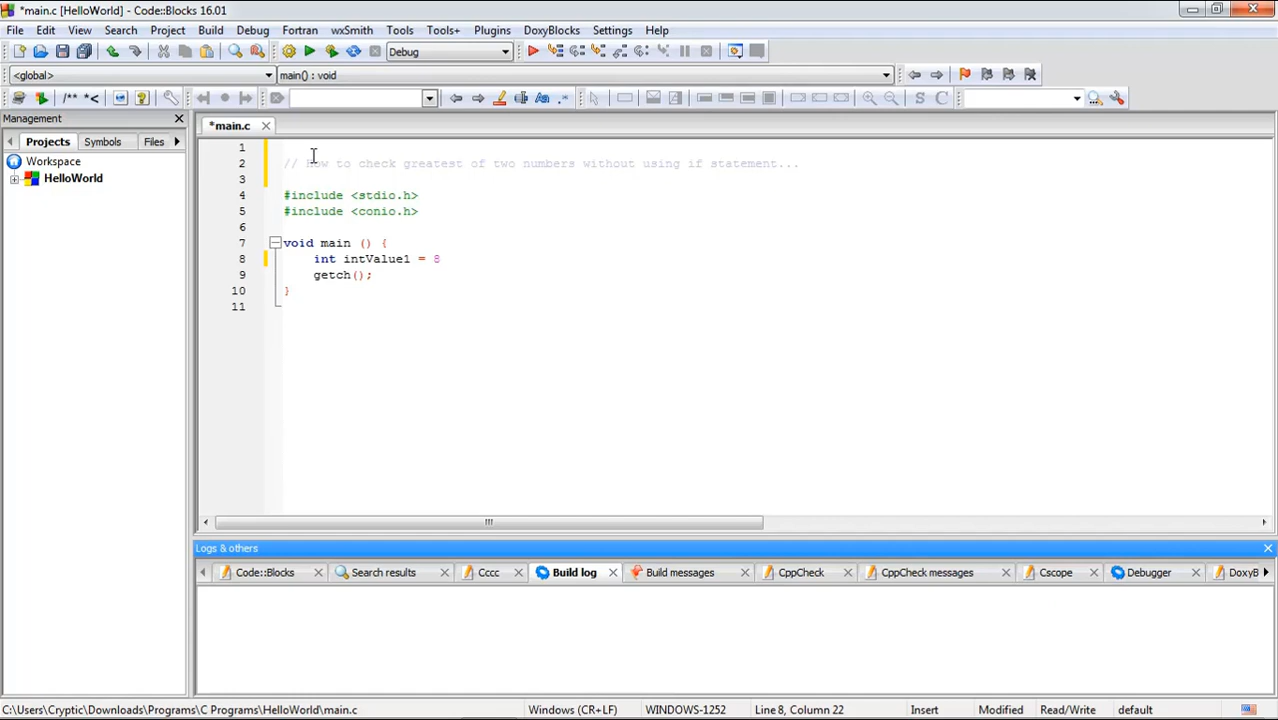 *main.c [HelloWorld] - Code::Blocks 16.01
File Edit View Search Project Build Debug Fortran wxSmith Tools Tools+ Plugins DoxyBlocks Settings Help
Debug
<global> main() : void
/** *<
Management
Projects Symbols Files
Workspace
HelloWorld
*main.c
1
2 // How to check greatest of two numbers without using if statement...
3
4 #include <stdio.h>
5 #include <conio.h>
6
7 void main () {
8 int intValue1 = 8
9 getch();
10 }
11
Logs & others
Code::Blocks Search results Cccc Build log Build messages CppCheck CppCheck messages Cscope Debugger DoxyB
C:\Users\Cryptic\Downloads\Programs\C Programs\HelloWorld\main.c Windows (CR+LF) WINDOWS-1252 Line 8, Column 22 Insert Modified Read/Write default